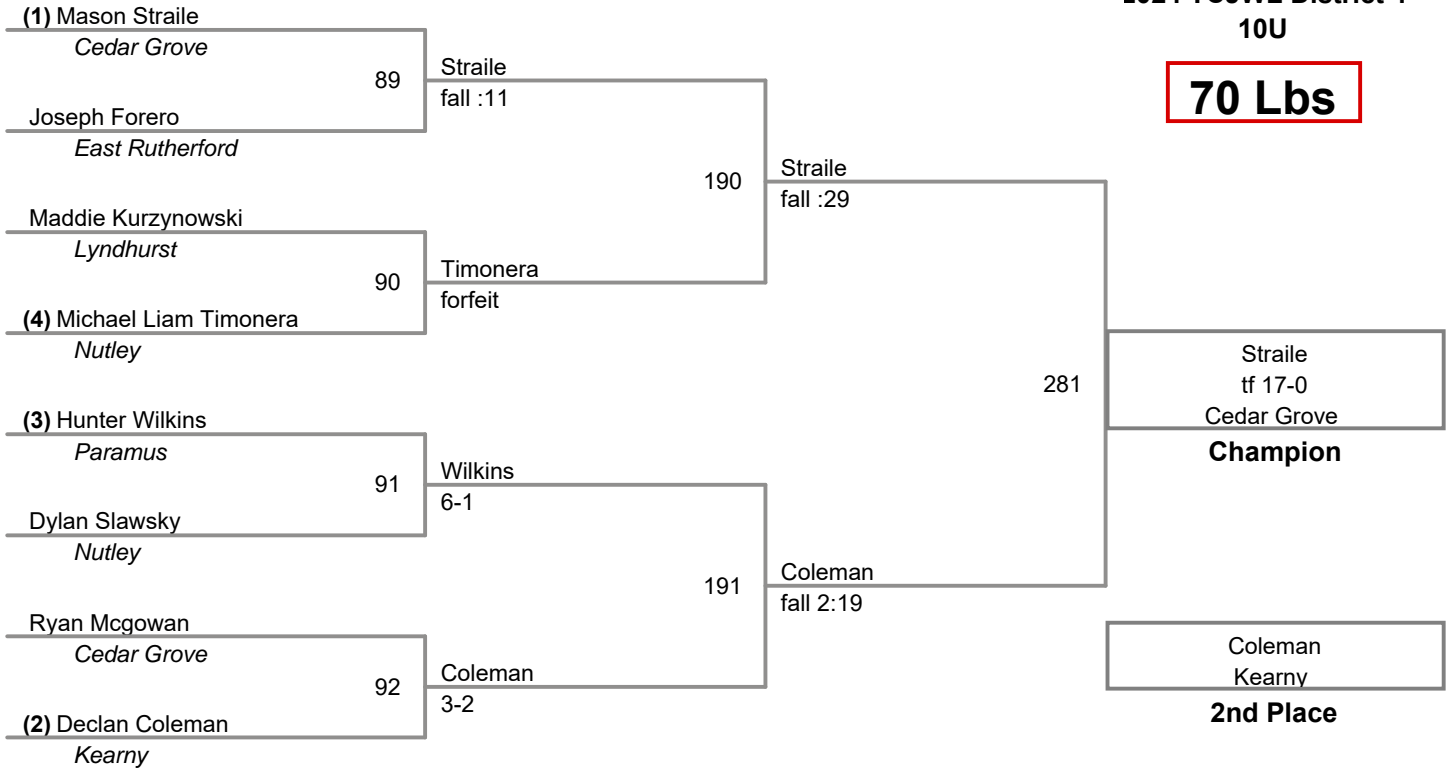 10U
70 Lbs
(1) Mason Straile
Cedar Grove
89
Straile
fall :11
Joseph Forero
East Rutherford
190
Straile
fall :29
Maddie Kurzynowski
Lyndhurst
90
Timonera
forfeit
(4) Michael Liam Timonera
Nutley
281
Straile
tf 17-0
Cedar Grove
Champion
(3) Hunter Wilkins
Paramus
91
Wilkins
6-1
Dylan Slawsky
Nutley
191
Coleman
fall 2:19
Ryan Mcgowan
Cedar Grove
92
Coleman
3-2
(2) Declan Coleman
Kearny
Coleman
Kearny
2nd Place